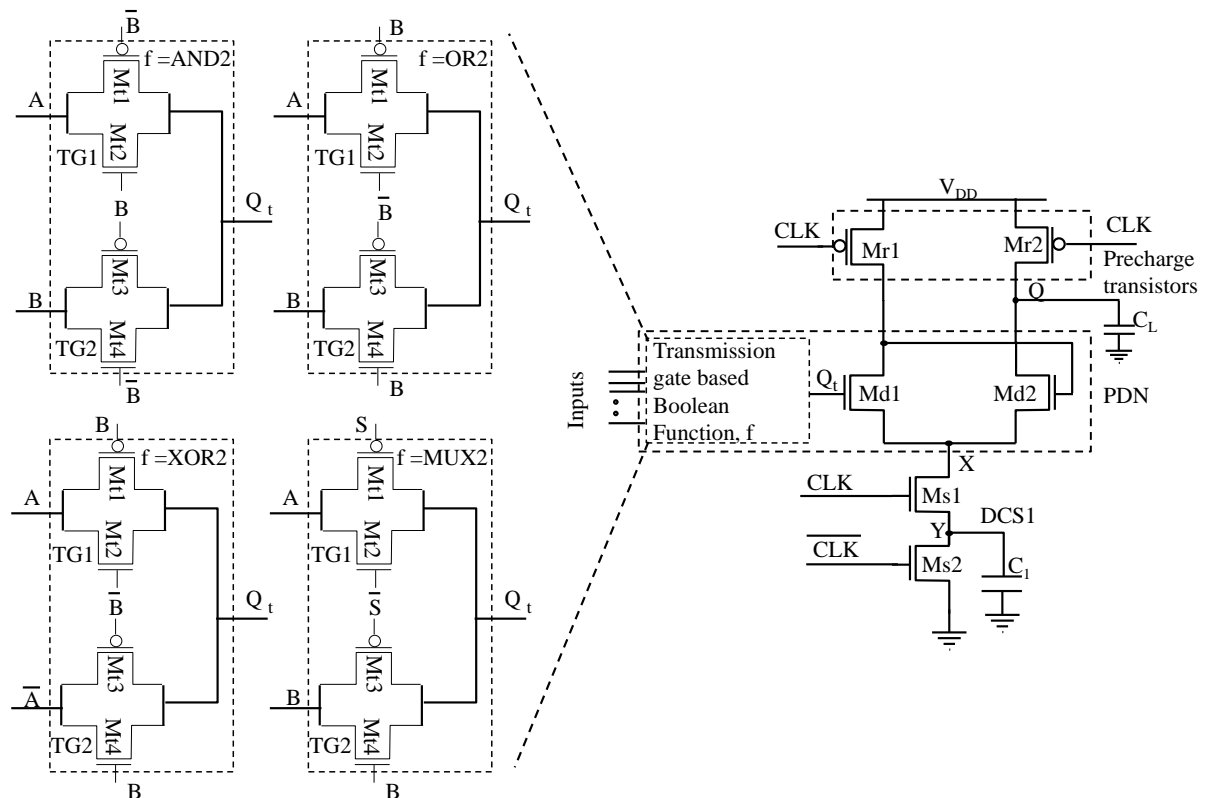 B̅
f =AND2
A
Mt1
Mt2
TG1
B
Q t
Mt3
B
Mt4
TG2
B̅
B
f =OR2
A
Mt1
Mt2
TG1
B̅
Q t
Mt3
B
Mt4
TG2
B
B
f =XOR2
A
Mt1
Mt2
TG1
B̅
Q t
Mt3
A̅
Mt4
TG2
B
S
f =MUX2
A
Mt1
Mt2
TG1
S̅
Q t
Mt3
B
Mt4
TG2
B
VDD
CLK
Mr1
Mr2
CLK
Precharge
transistors
Q
CL
Inputs
Transmission
gate based
Boolean
Function, f
Qt
Md1
Md2
PDN
X
CLK
Ms1
DCS1
Y
C̅L̅K̅
Ms2
C1